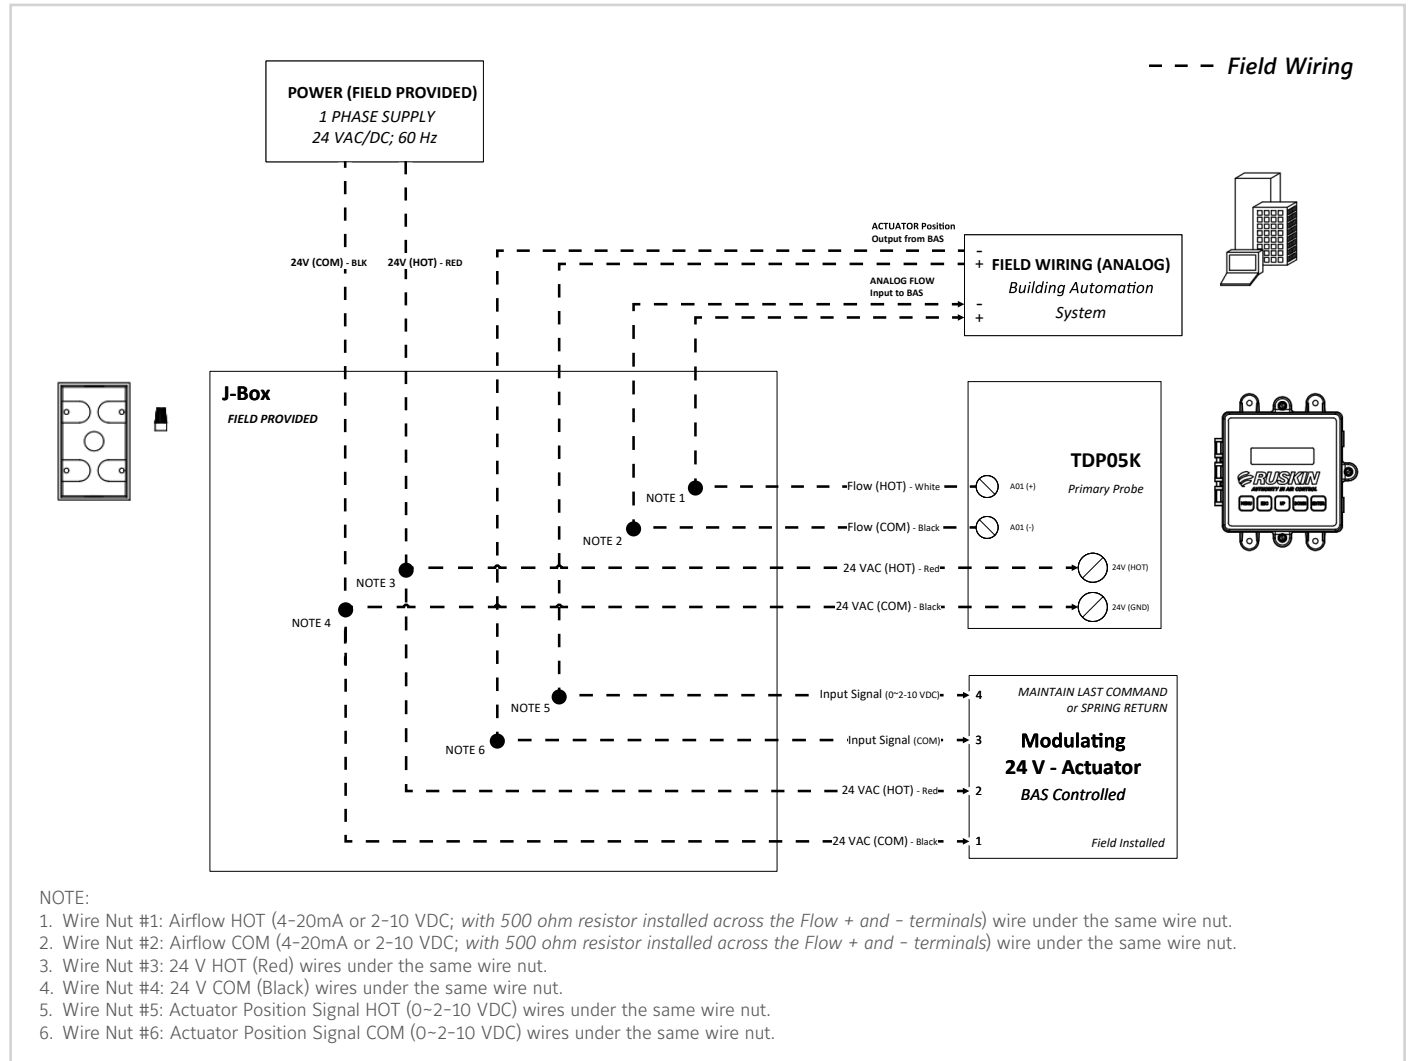 – – – Field Wiring
POWER (FIELD PROVIDED)
1 PHASE SUPPLY
24 VAC/DC; 60 Hz
24V (COM) - BLK
24V (HOT) - RED
ACTUATOR Position
Output from BAS
ANALOG FLOW
Input to BAS
-
+
-
+
FIELD WIRING (ANALOG)
Building Automation
System
J-Box
FIELD PROVIDED
NOTE 1
NOTE 2
NOTE 3
NOTE 4
NOTE 5
NOTE 6
Flow (HOT) - White
Flow (COM) - Black
24 VAC (HOT) - Red
24 VAC (COM) - Black
A01 (+)
A01 (-)
24V (HOT)
24V (GND)
TDP05K
Primary Probe
RUSKIN
AUTHORITY IN AIR CONTROL
MENU
ESC
UP
DOWN
ENTER
Input Signal (0~2-10 VDC)
Input Signal (COM)
24 VAC (HOT) - Red
24 VAC (COM) - Black
4
3
2
1
MAINTAIN LAST COMMAND
or SPRING RETURN
Modulating
24 V - Actuator
BAS Controlled
Field Installed
NOTE:
1. Wire Nut #1: Airflow HOT (4-20mA or 2-10 VDC; with 500 ohm resistor installed across the Flow + and - terminals) wire under the same wire nut.
2. Wire Nut #2: Airflow COM (4-20mA or 2-10 VDC; with 500 ohm resistor installed across the Flow + and - terminals) wire under the same wire nut.
3. Wire Nut #3: 24 V HOT (Red) wires under the same wire nut.
4. Wire Nut #4: 24 V COM (Black) wires under the same wire nut.
5. Wire Nut #5: Actuator Position Signal HOT (0~2-10 VDC) wires under the same wire nut.
6. Wire Nut #6: Actuator Position Signal COM (0~2-10 VDC) wires under the same wire nut.